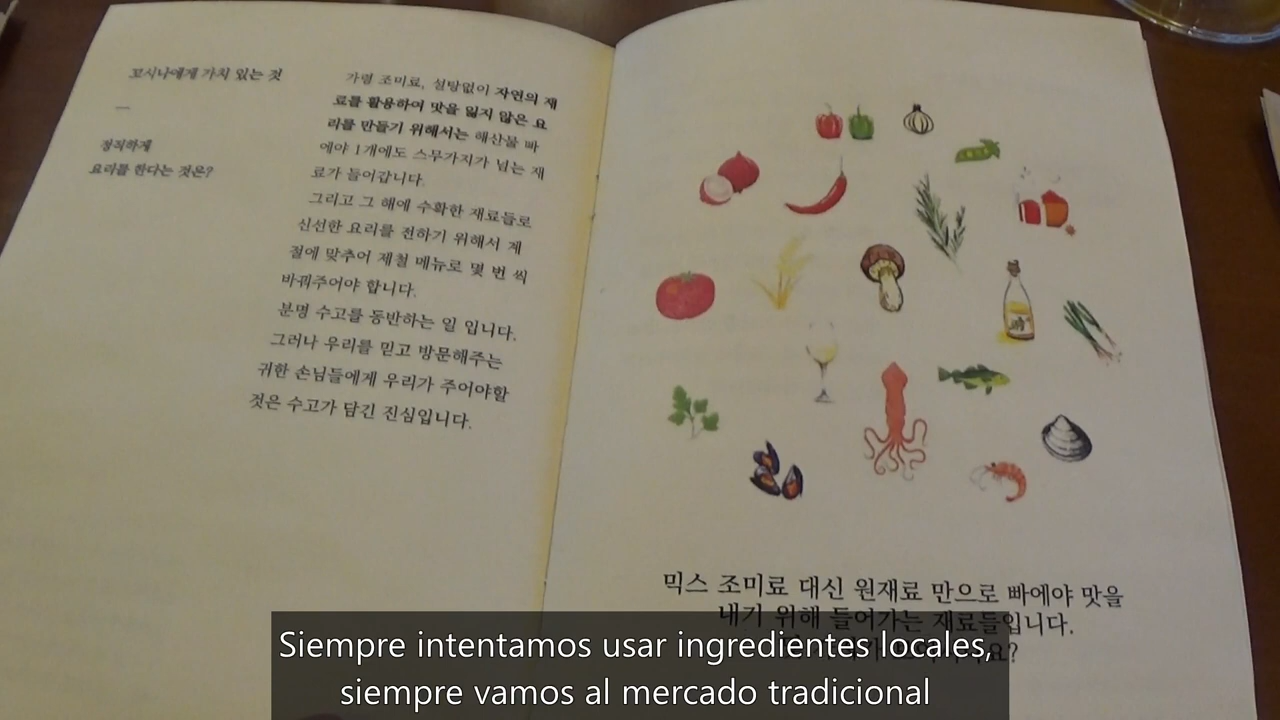 꼬시나에게 가치 있는 것
—
정직하게
요리를 한다는 것은?
가령 조미료, 설탕없이 자연의 재
료를 활용하여 맛을 잃지 않은 요
리를 만들기 위해서는 해산물 빠
에야 1개에도 스무가지가 넘는 재
료가 들어갑니다.
그리고 그 해에 수확한 재료들로
신선한 요리를 전하기 위해서 계
절에 맞추어 제철 메뉴로 몇 번 씩
바꿔주어야 합니다.
분명 수고를 동반하는 일 입니다.
그러나 우리를 믿고 방문해주는
귀한 손님들에게 우리가 주어야할
것은 수고가 담긴 진심입니다.
믹스 조미료 대신 원재료 만으로 빠에야 맛을
내기 위해 들어가는 재료들입니다.
Siempre intentamos usar ingredientes locales,
siempre vamos al mercado tradicional